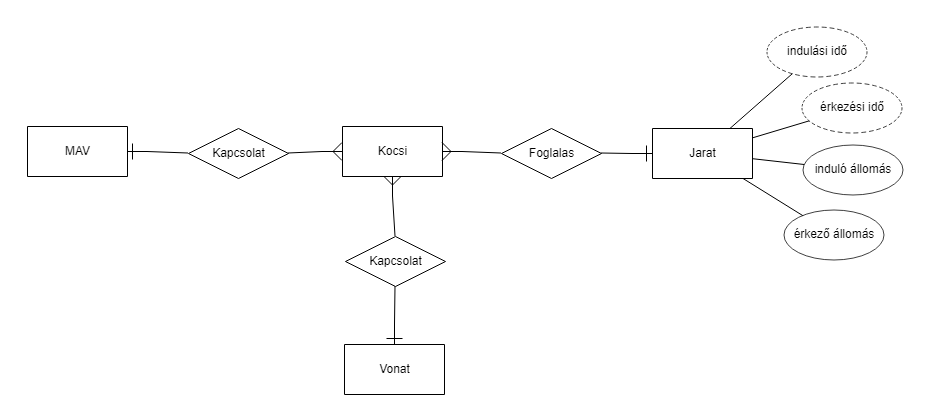 indulási idő
érkezési idő
MAV
Kapcsolat
Kocsi
Foglalas
Jarat
induló állomás
érkező állomás
Kapcsolat
Vonat